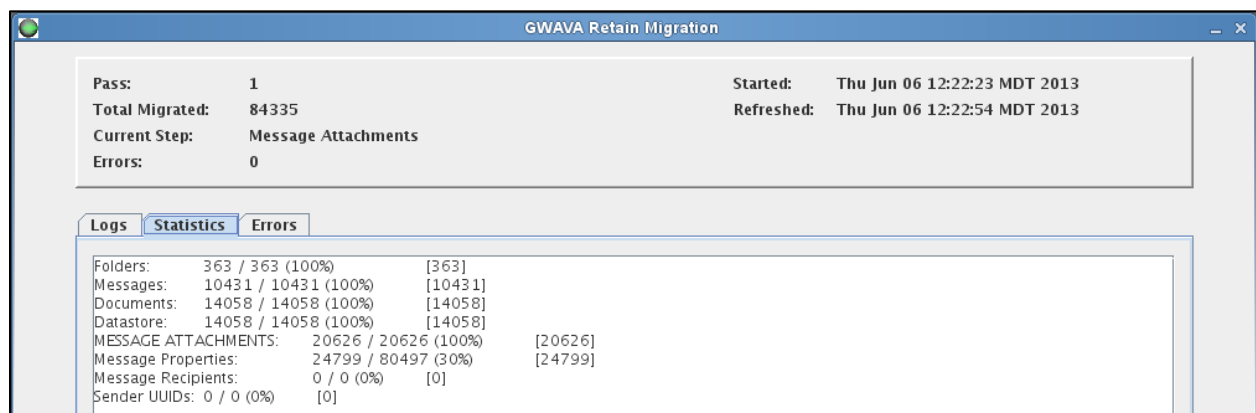 GWAVA Retain Migration
Pass: 1 Started: Thu Jun 06 12:22:23 MDT 2013
Total Migrated: 84335 Refreshed: Thu Jun 06 12:22:54 MDT 2013
Current Step: Message Attachments
Errors: 0
Logs Statistics Errors
Folders: 363 / 363 (100%) [363]
Messages: 10431 / 10431 (100%) [10431]
Documents: 14058 / 14058 (100%) [14058]
Datastore: 14058 / 14058 (100%) [14058]
MESSAGE ATTACHMENTS: 20626 / 20626 (100%) [20626]
Message Properties: 24799 / 80497 (30%) [24799]
Message Recipients: 0 / 0 (0%) [0]
Sender UUIDs: 0 / 0 (0%) [0]